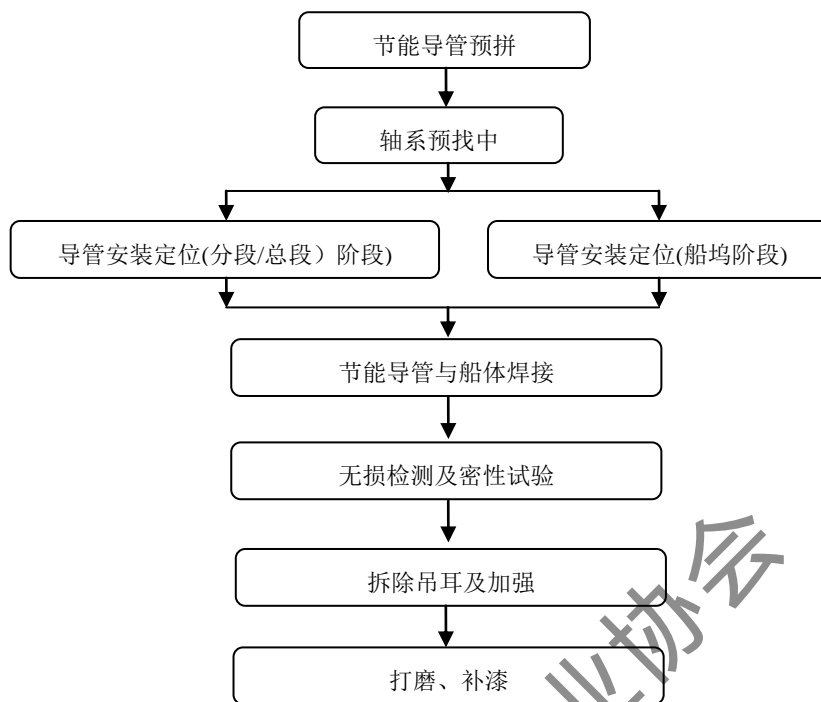 节能导管预拼
轴系预找中
导管安装定位(分段/总段）阶段)
导管安装定位(船坞阶段)
节能导管与船体焊接
无损检测及密性试验
拆除吊耳及加强
打磨、补漆
业协会